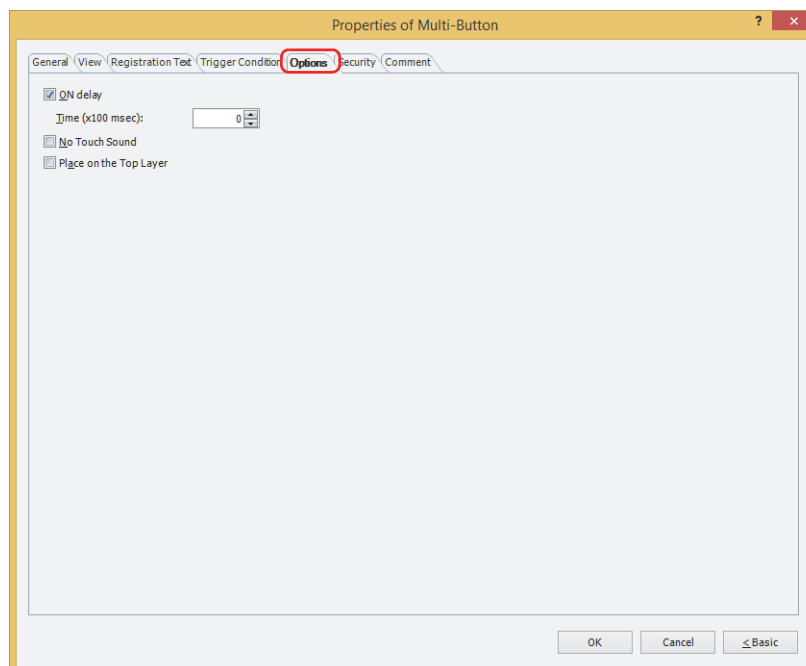 Properties of Multi-Button
? ×
General View Registration Text Trigger Condition Options Security Comment
ON delay
Time (x100 msec): 0
No Touch Sound
Place on the Top Layer
OK Cancel < Basic